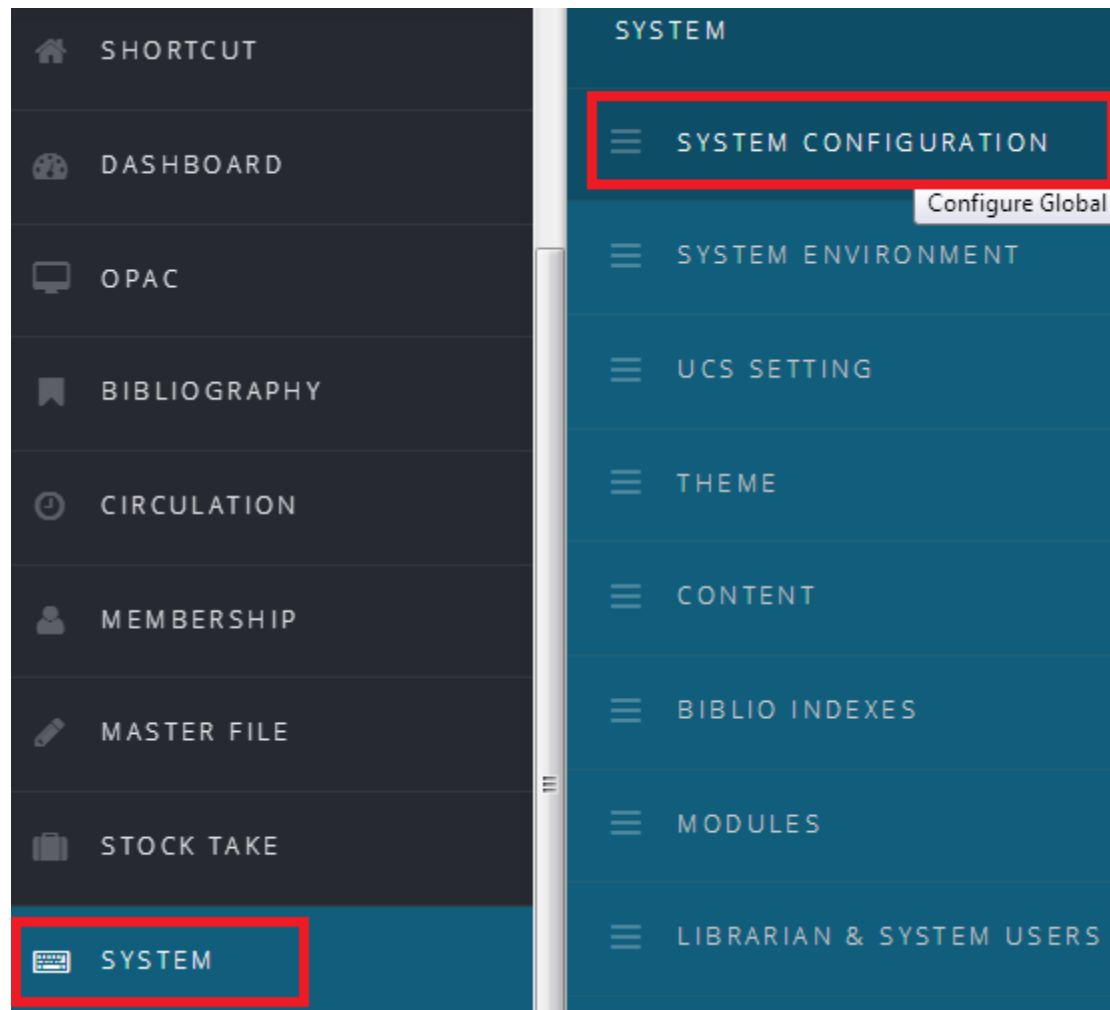 SHORTCUT
DASHBOARD
OPAC
BIBLIOGRAPHY
CIRCULATION
MEMBERSHIP
MASTER FILE
STOCK TAKE
SYSTEM
SYSTEM
SYSTEM CONFIGURATION
Configure Global
SYSTEM ENVIRONMENT
UCS SETTING
THEME
CONTENT
BIBLIO INDEXES
MODULES
LIBRARIAN & SYSTEM USERS